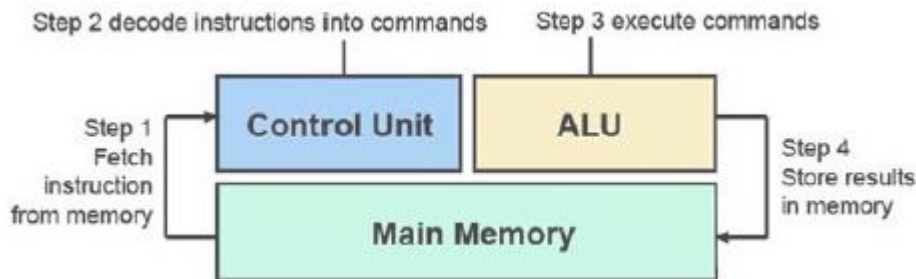 Step 2 decode instructions into commands
Step 3 execute commands
Control Unit
ALU
Step 1
Fetch
instruction
from memory
Step 4
Store results
in memory
Main Memory